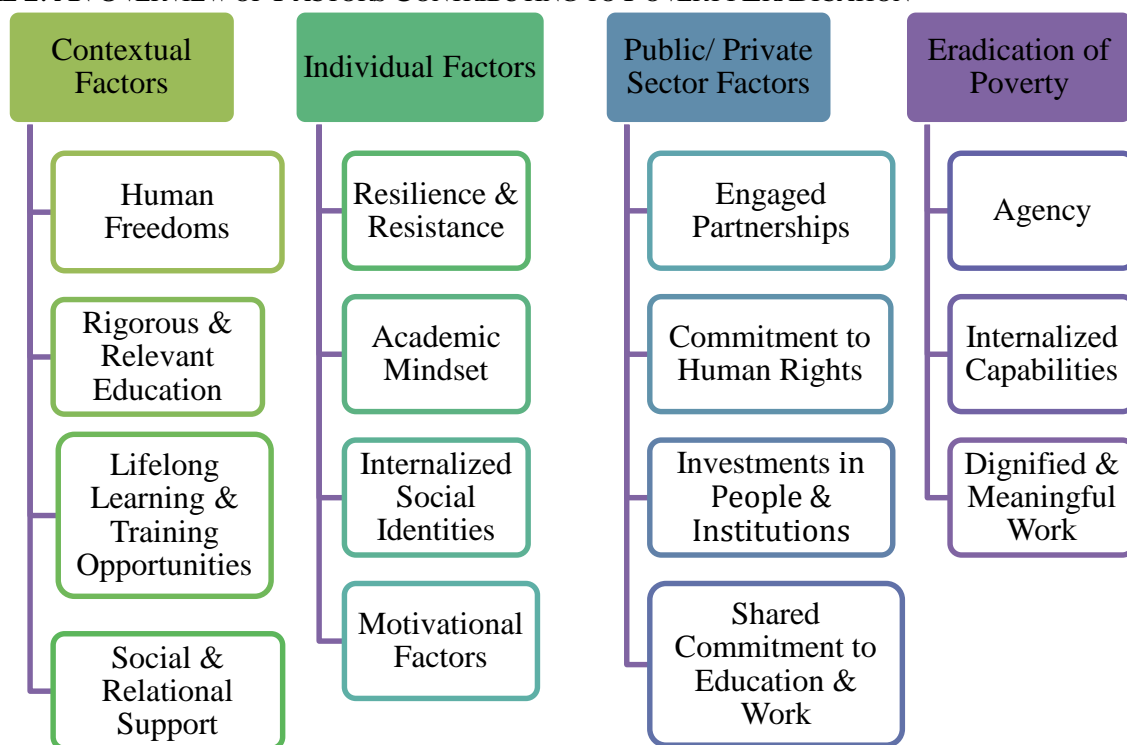 Contextual
Factors
Human
Freedoms
Rigorous &
Relevant
Education
Lifelong
Learning &
Training
Opportunities
Social &
Relational
Support
Individual Factors
Resilience &
Resistance
Academic
Mindset
Internalized
Social
Identities
Motivational
Factors
Public/ Private
Sector Factors
Engaged
Partnerships
Commitment to
Human Rights
Investments in
People &
Institutions
Shared
Commitment to
Education &
Work
Eradication of
Poverty
Agency
Internalized
Capabilities
Dignified &
Meaningful
Work